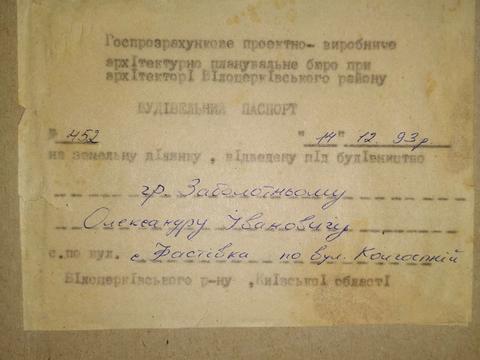 Госпрозрахункове проектно- виробниче
архІтектурно планувальне бюро при
архІтекторІ БІлоцеркІвського району
БУДІВЕЛЬНИЙ ПАСПОРТ
№ 452 "14" 12 93р
на земельну дІлянку , вІдведену пІд будІвництво
гр. Заболотньому
Олександру Івановичу
с.по вул. с Фастівка по вул. Колгоспній
БІлоцеркІвського р-ну ,КиївськоІ областІ